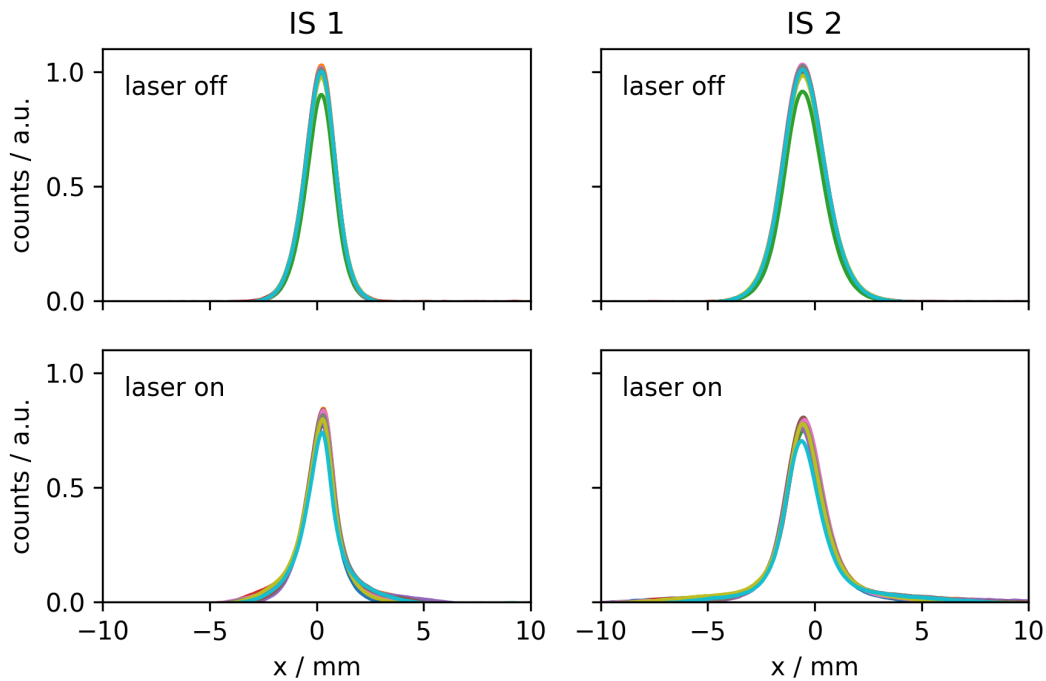 IS 1
IS 2
counts / a.u.
1.0
0.5
0.0
laser off
laser off
counts / a.u.
1.0
0.5
0.0
laser on
laser on
−10
−5
0
5
10
−10
−5
0
5
10
x / mm
x / mm